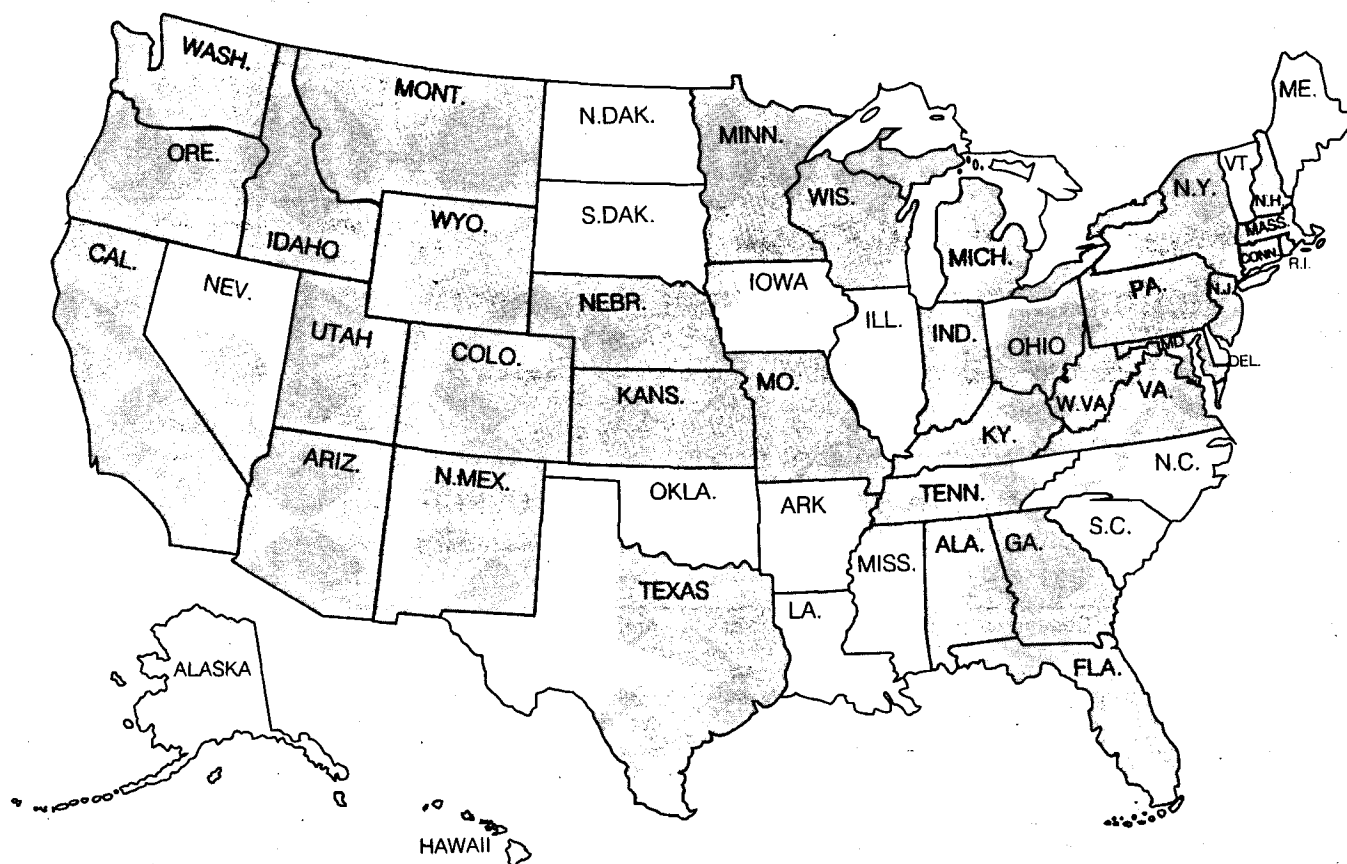 WASH.
MONT.
N.DAK.
MINN.
ME.
ORE.
VT.
N.Y.
WIS.
N.H.
S.DAK.
WYO.
IDAHO
MASS.
CAL.
MICH.
CONN.
R.I.
NEV.
IOWA
PA.
N.J.
NEBR.
ILL.
UTAH
IND.
COLO.
OHIO
MD.
DEL.
MO.
KANS.
W.VA.
VA.
KY.
ARIZ.
N.C.
N.MEX.
OKLA.
TENN.
ARK
S.C.
ALA.
GA.
MISS.
TEXAS
LA.
ALASKA
FLA.
HAWAII